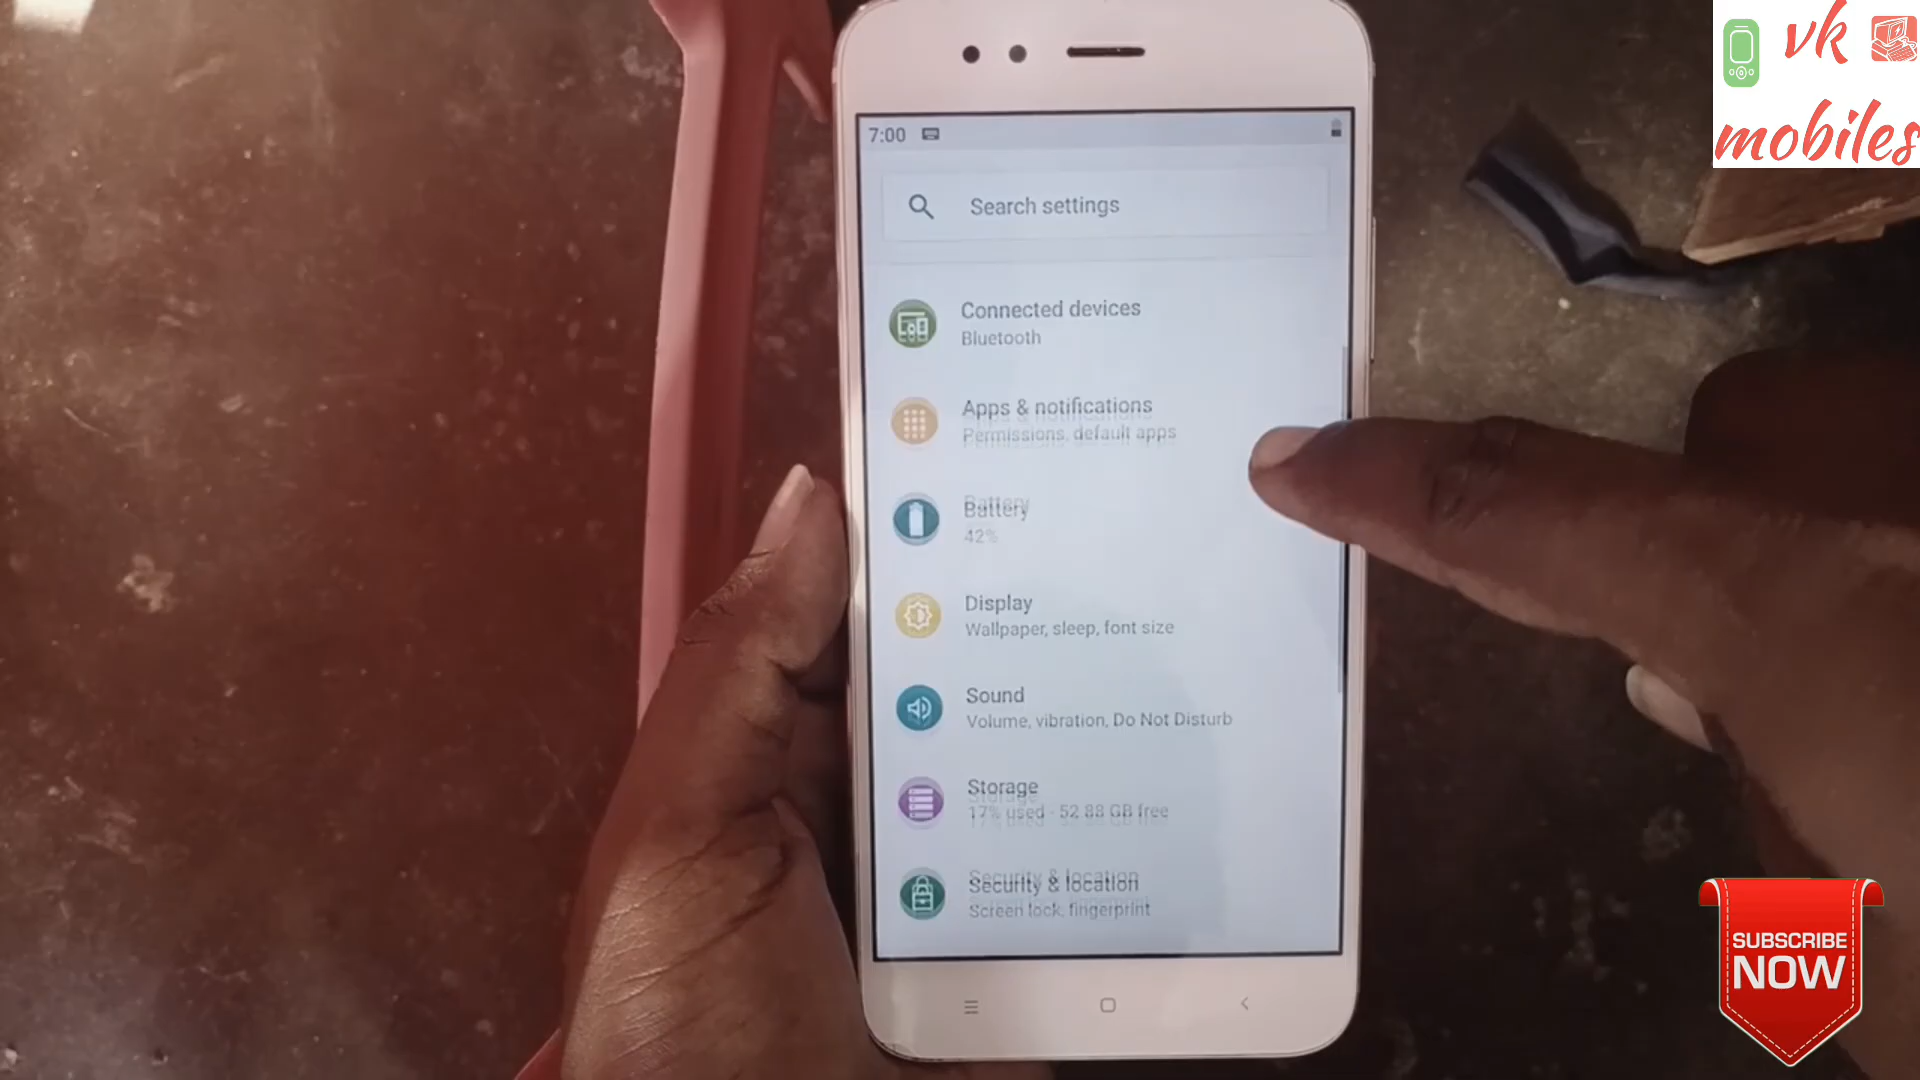 vk
mobiles
7:00
Search settings
Connected devices
Bluetooth
Apps & notifications
Permissions, default apps
Battery
42%
Display
Wallpaper, sleep, font size
Sound
Volume, vibration, Do Not Disturb
Storage
17% used - 52.88 GB free
Security & location
Screen lock, fingerprint
SUBSCRIBE
NOW